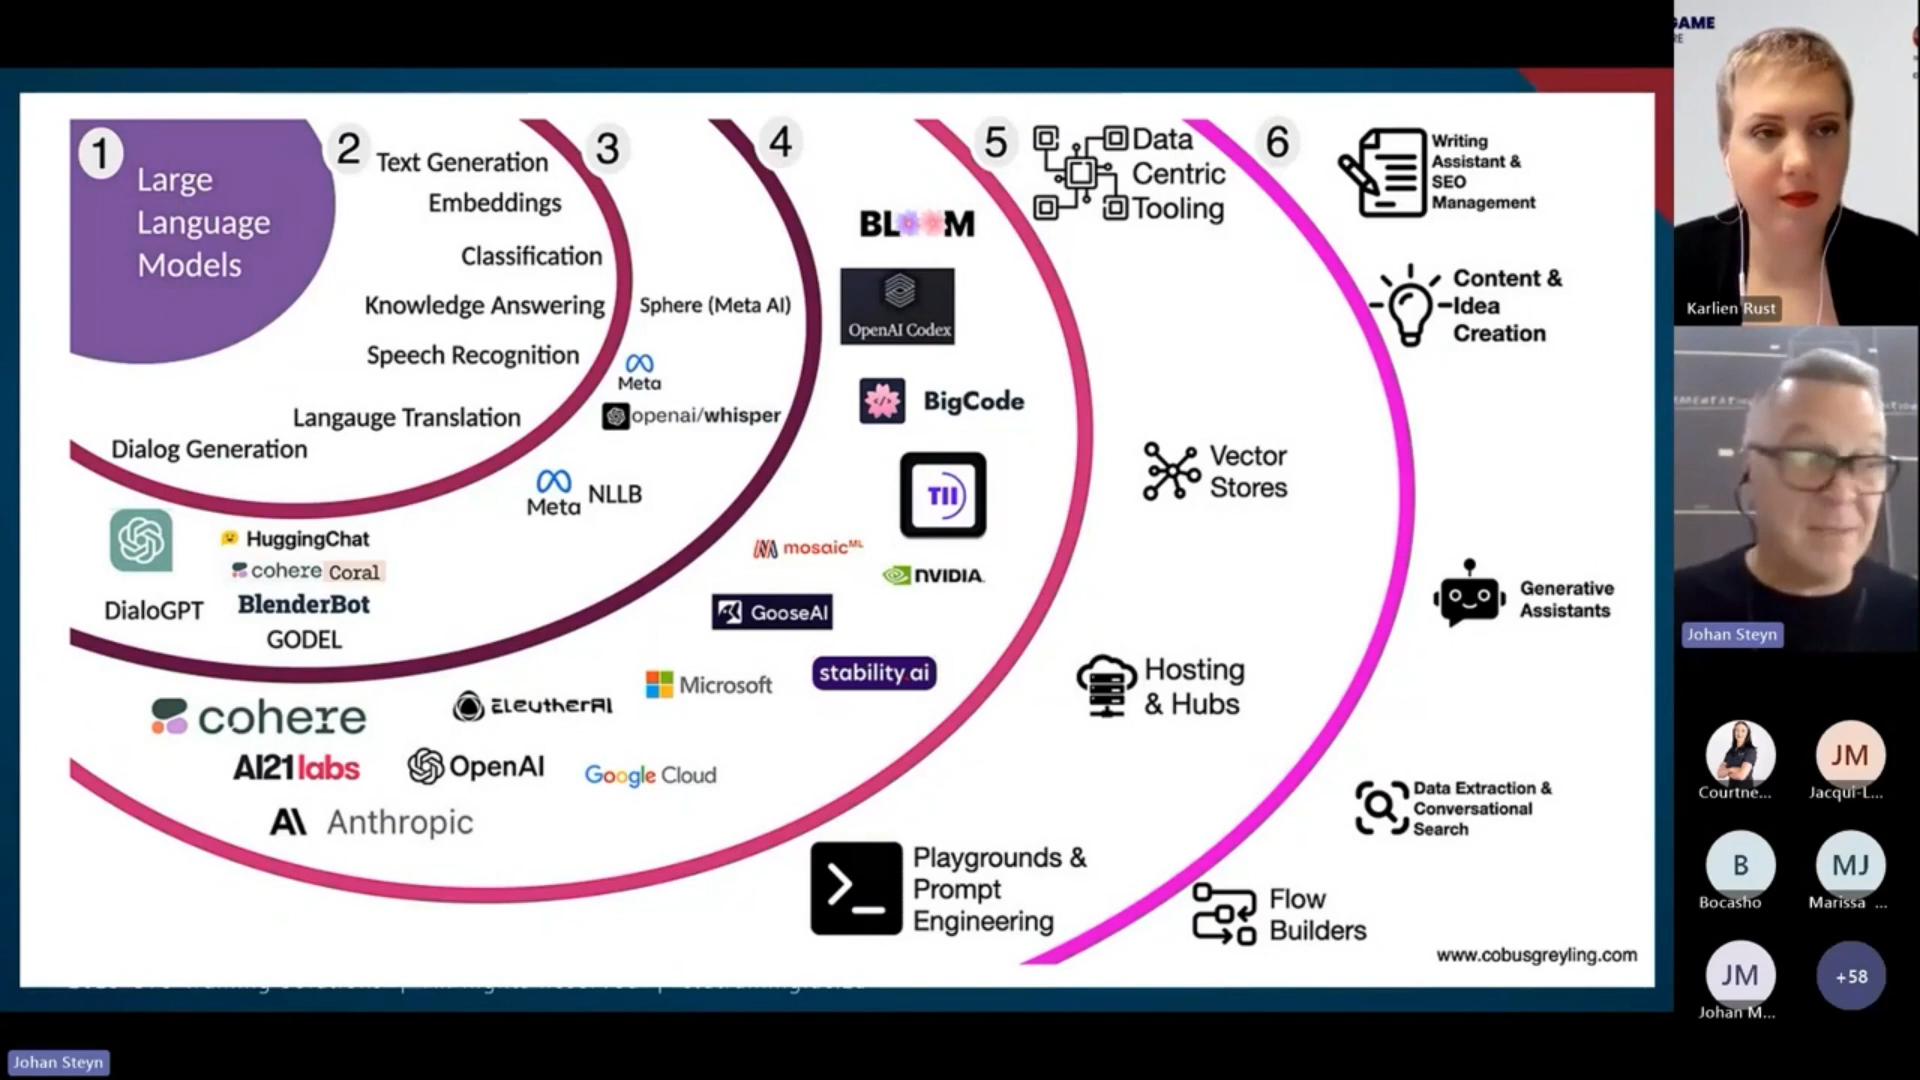 1
Large
Language
Models
2
Text Generation
Embeddings
Classification
Knowledge Answering
Speech Recognition
Langauge Translation
Dialog Generation
3
Sphere (Meta AI)
Meta
openai/whisper
Meta NLLB
HuggingChat
cohere Coral
DialoGPT
BlenderBot
GODEL
4
BLOOM
OpenAI Codex
BigCode
TII
mosaicML
NVIDIA.
GooseAI
stability.ai
Microsoft
EleutherAI
cohere
AI21labs
OpenAI
Google Cloud
Anthropic
5
Data
Centric
Tooling
Vector
Stores
Hosting
& Hubs
Playgrounds &
Prompt
Engineering
6
Writing
Assistant &
SEO
Management
Content &
Idea
Creation
Generative
Assistants
Data Extraction &
Conversational
Search
Flow
Builders
www.cobusgreyling.com
GAME
Karlien Rust
Johan Steyn
Courtne...
JM
Jacqui-L...
B
Bocasho
MJ
Marissa ...
JM
Johan M...
+58
Johan Steyn